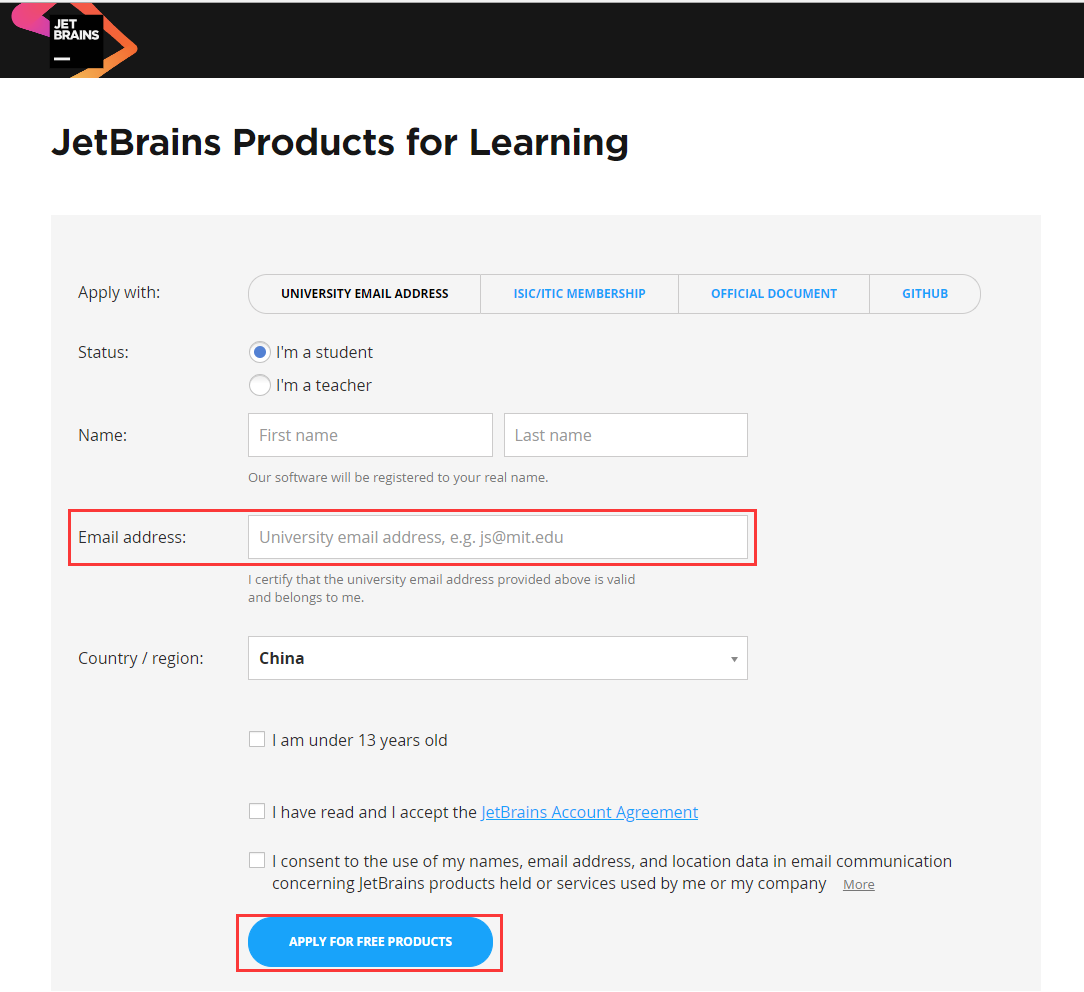 JET
BRAINS
JetBrains Products for Learning
Apply with:
UNIVERSITY EMAIL ADDRESS
ISIC/ITIC MEMBERSHIP
OFFICIAL DOCUMENT
GITHUB
Status:
I'm a student
I'm a teacher
Name:
First name
Last name
Our software will be registered to your real name.
Email address:
University email address, e.g. js@mit.edu
I certify that the university email address provided above is valid
and belongs to me.
Country / region:
China
I am under 13 years old
I have read and I accept the JetBrains Account Agreement
I consent to the use of my names, email address, and location data in email communication
concerning JetBrains products held or services used by me or my company More
APPLY FOR FREE PRODUCTS